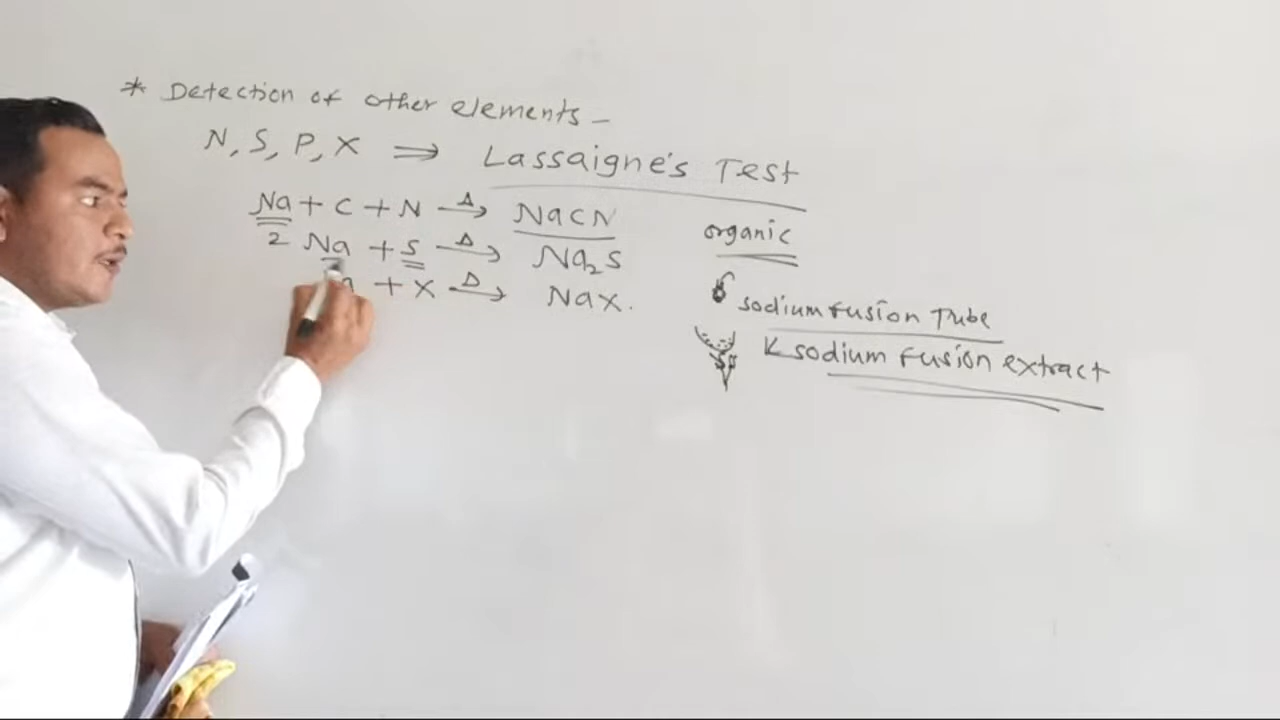 * Detection of other elements -
N, S, P, X ⇒ Lassaigne's Test
Na + C + N →Δ NaCN
2 Na + S →Δ Na₂S
+ X →Δ NaX.
organic
sodium fusion Tube
sodium fusion extract